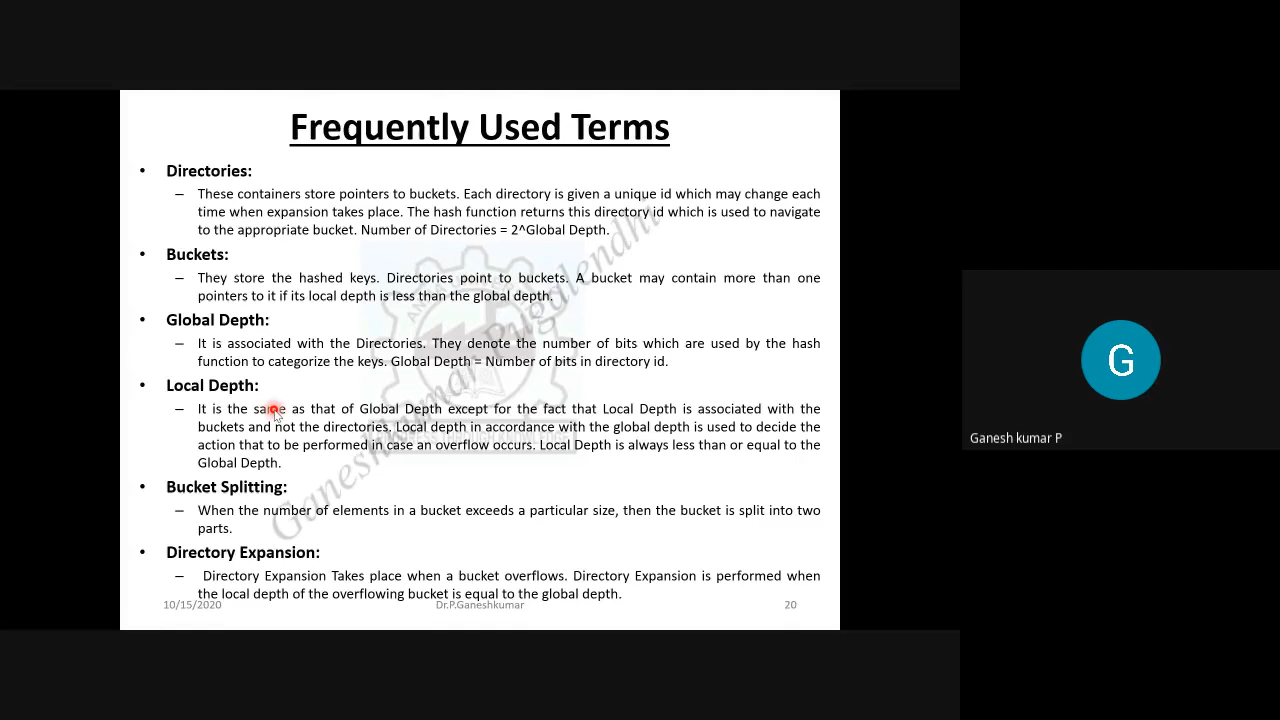 Frequently Used Terms
• Directories:
– These containers store pointers to buckets. Each directory is given a unique id which may change each
time when expansion takes place. The hash function returns this directory id which is used to navigate
to the appropriate bucket. Number of Directories = 2^Global Depth.
• Buckets:
– They store the hashed keys. Directories point to buckets. A bucket may contain more than one
pointers to it if its local depth is less than the global depth.
• Global Depth:
– It is associated with the Directories. They denote the number of bits which are used by the hash
function to categorize the keys. Global Depth = Number of bits in directory id.
• Local Depth:
– It is the same as that of Global Depth except for the fact that Local Depth is associated with the
buckets and not the directories. Local depth in accordance with the global depth is used to decide the
action that to be performed in case an overflow occurs. Local Depth is always less than or equal to the
Global Depth.
• Bucket Splitting:
– When the number of elements in a bucket exceeds a particular size, then the bucket is split into two
parts.
• Directory Expansion:
– Directory Expansion Takes place when a bucket overflows. Directory Expansion is performed when
the local depth of the overflowing bucket is equal to the global depth.
10/15/2020 Dr.P.Ganeshkumar 20
Ganeshkumar Pugalendhi
G
Ganesh kumar P